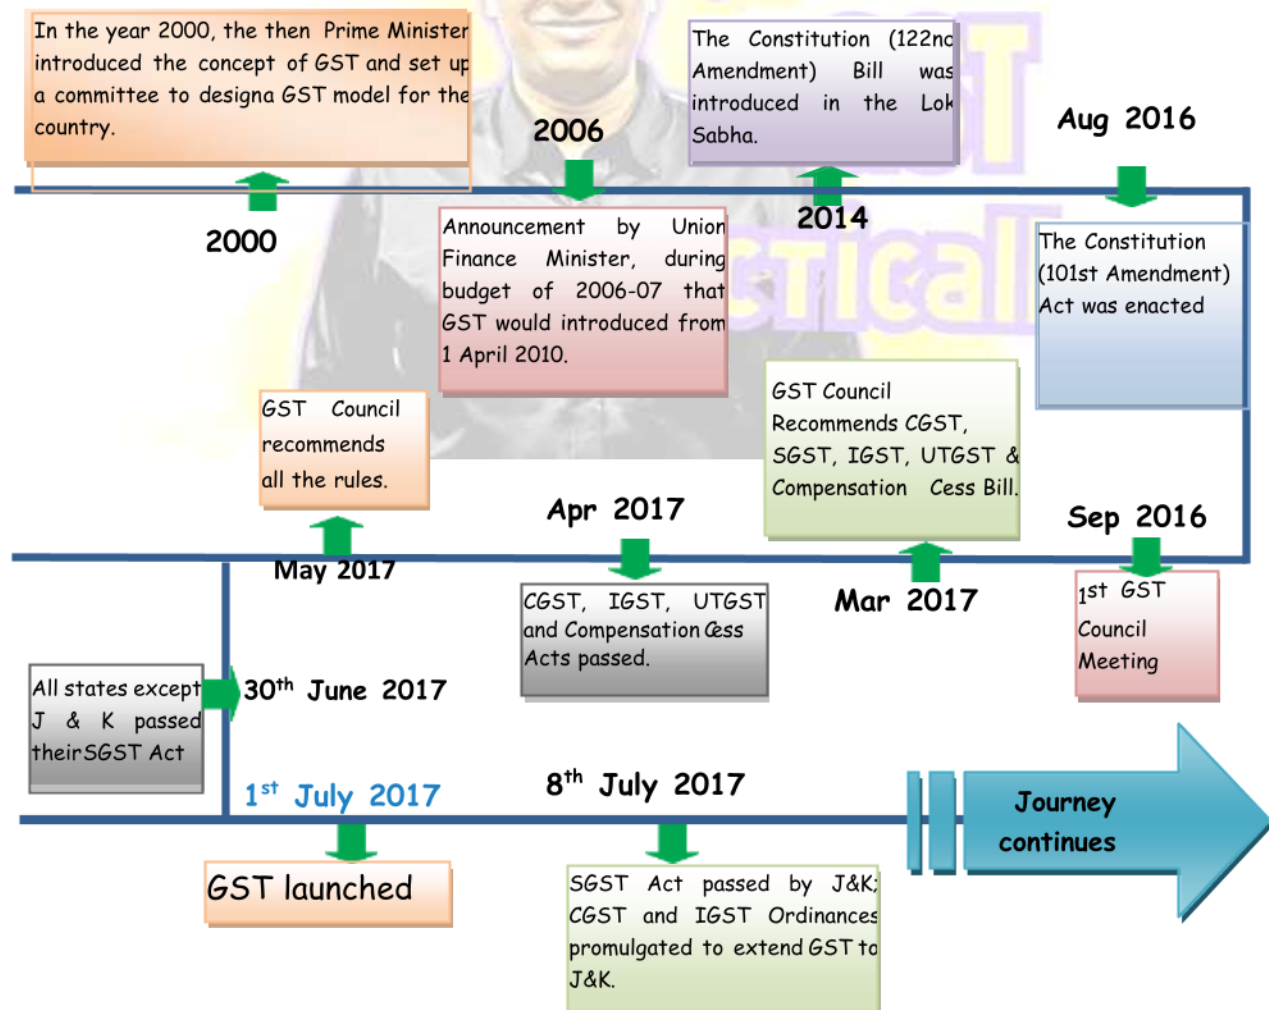 In the year 2000, the then Prime Minister
introduced the concept of GST and set up
a committee to designa GST model for the
country.
2000
2006
Announcement by Union
Finance Minister, during
budget of 2006-07 that
GST would introduced from
1 April 2010.
The Constitution (122nd
Amendment) Bill was
introduced in the Lok
Sabha.
2014
Aug 2016
The Constitution
(101st Amendment)
Act was enacted
Sep 2016
1st GST
Council
Meeting
GST Council
Recommends CGST,
SGST, IGST, UTGST &
Compensation Cess Bill.
Mar 2017
Apr 2017
CGST, IGST, UTGST
and Compensation Cess
Acts passed.
GST Council
recommends
all the rules.
May 2017
All states except
J & K passed
theirSGST Act
30th June 2017
1st July 2017
GST launched
8th July 2017
SGST Act passed by J&K;
CGST and IGST Ordinances
promulgated to extend GST to
J&K.
Journey
continues